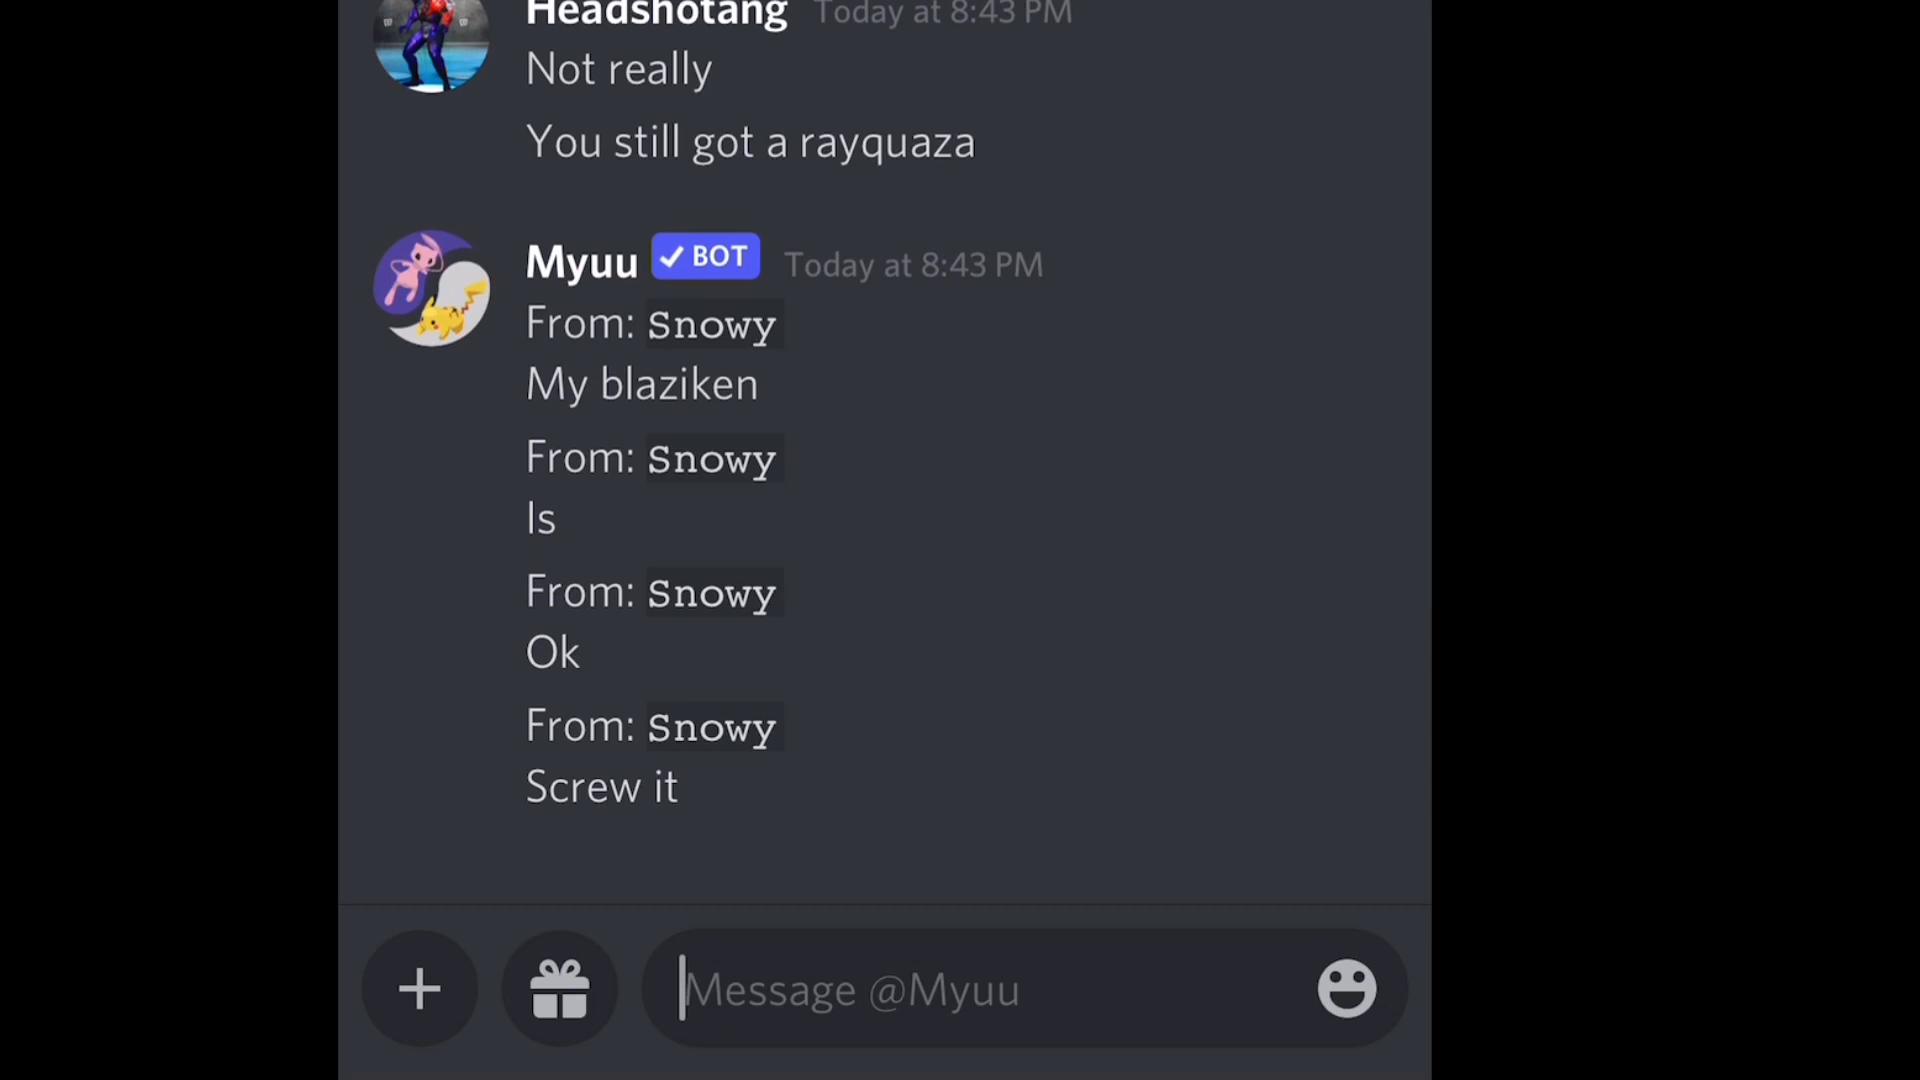 Headshotang Today at 8:43 PM
Not really
You still got a rayquaza
Myuu ✓ BOT Today at 8:43 PM
From: Snowy
My blaziken
From: Snowy
Is
From: Snowy
Ok
From: Snowy
Screw it
Message @Myuu